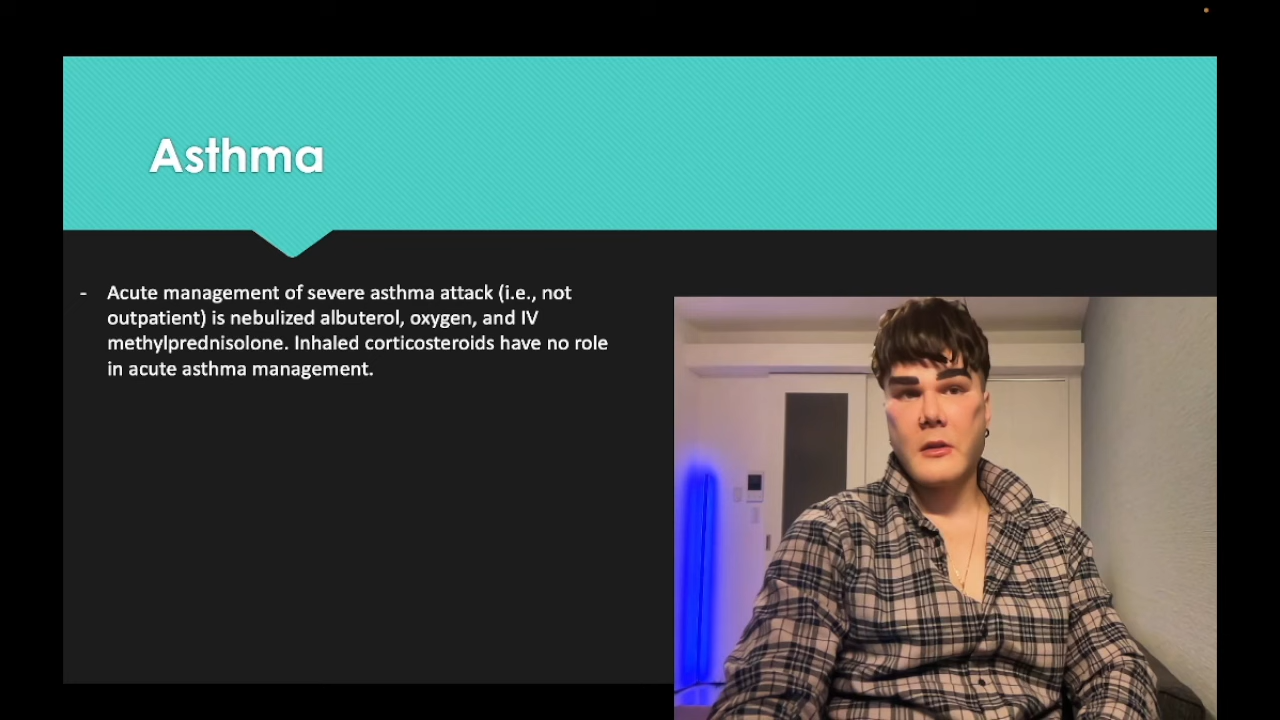 Asthma
- Acute management of severe asthma attack (i.e., not
outpatient) is nebulized albuterol, oxygen, and IV
methylprednisolone. Inhaled corticosteroids have no role
in acute asthma management.